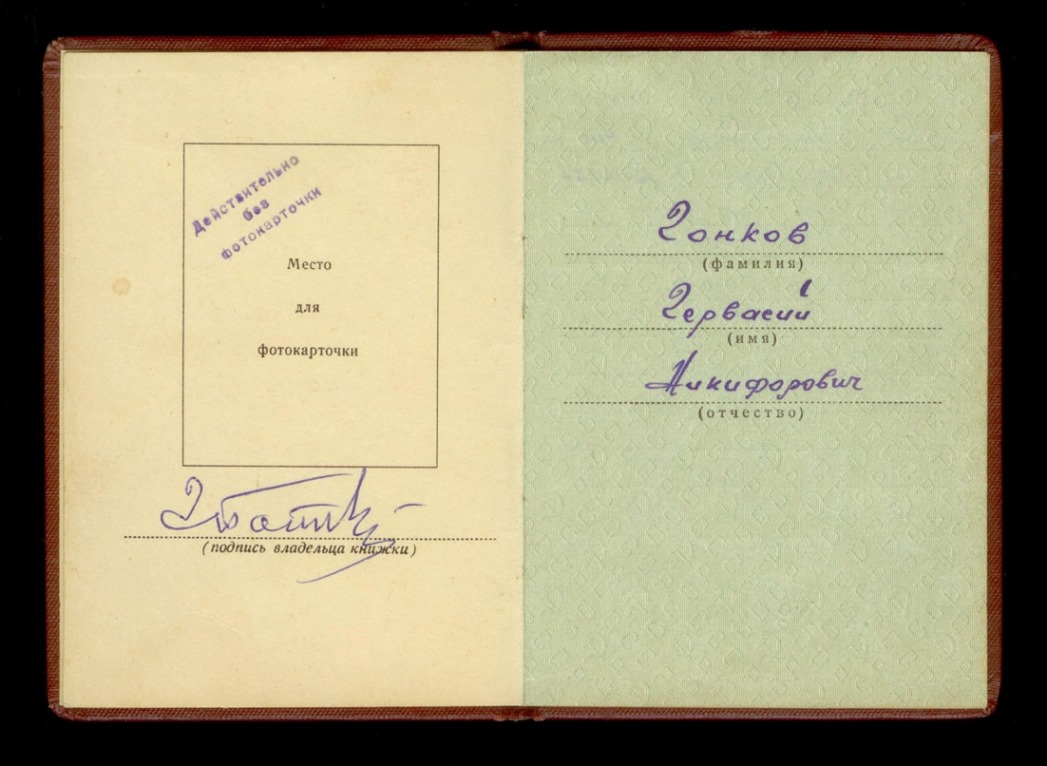 Действительно
без
фотокарточки
Место
для
фотокарточки
(подпись владельца книжки)
Гонков
(фамилия)
Гервасий
(имя)
Никифорович
(отчество)